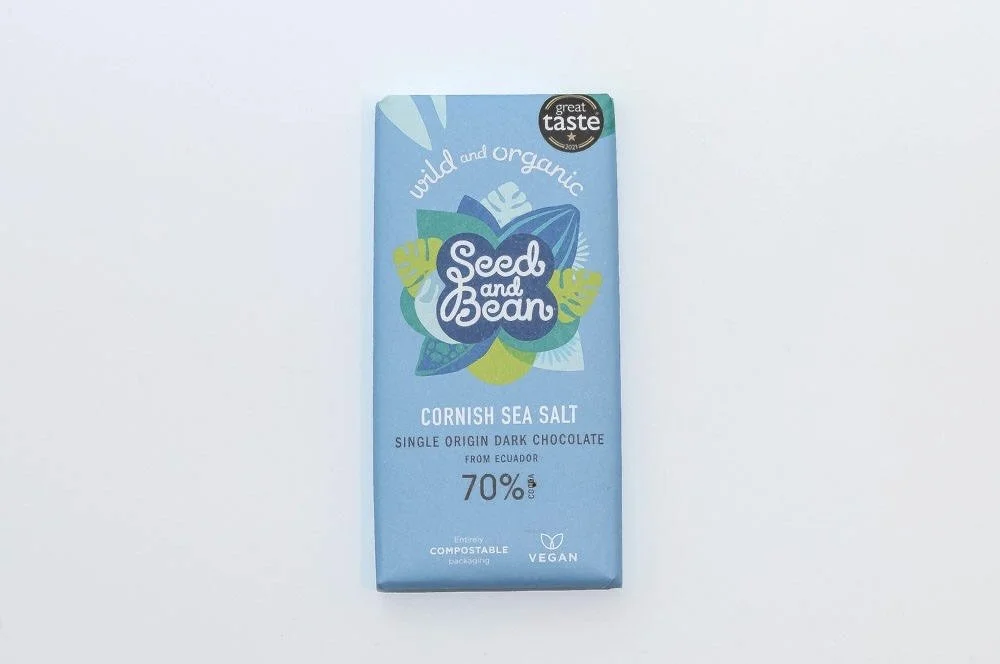 great
taste
2021
wild and organic
Seed
and
Bean
CORNISH SEA SALT
SINGLE ORIGIN DARK CHOCOLATE
FROM ECUADOR
70% COCOA
Entirely
COMPOSTABLE
packaging
VEGAN